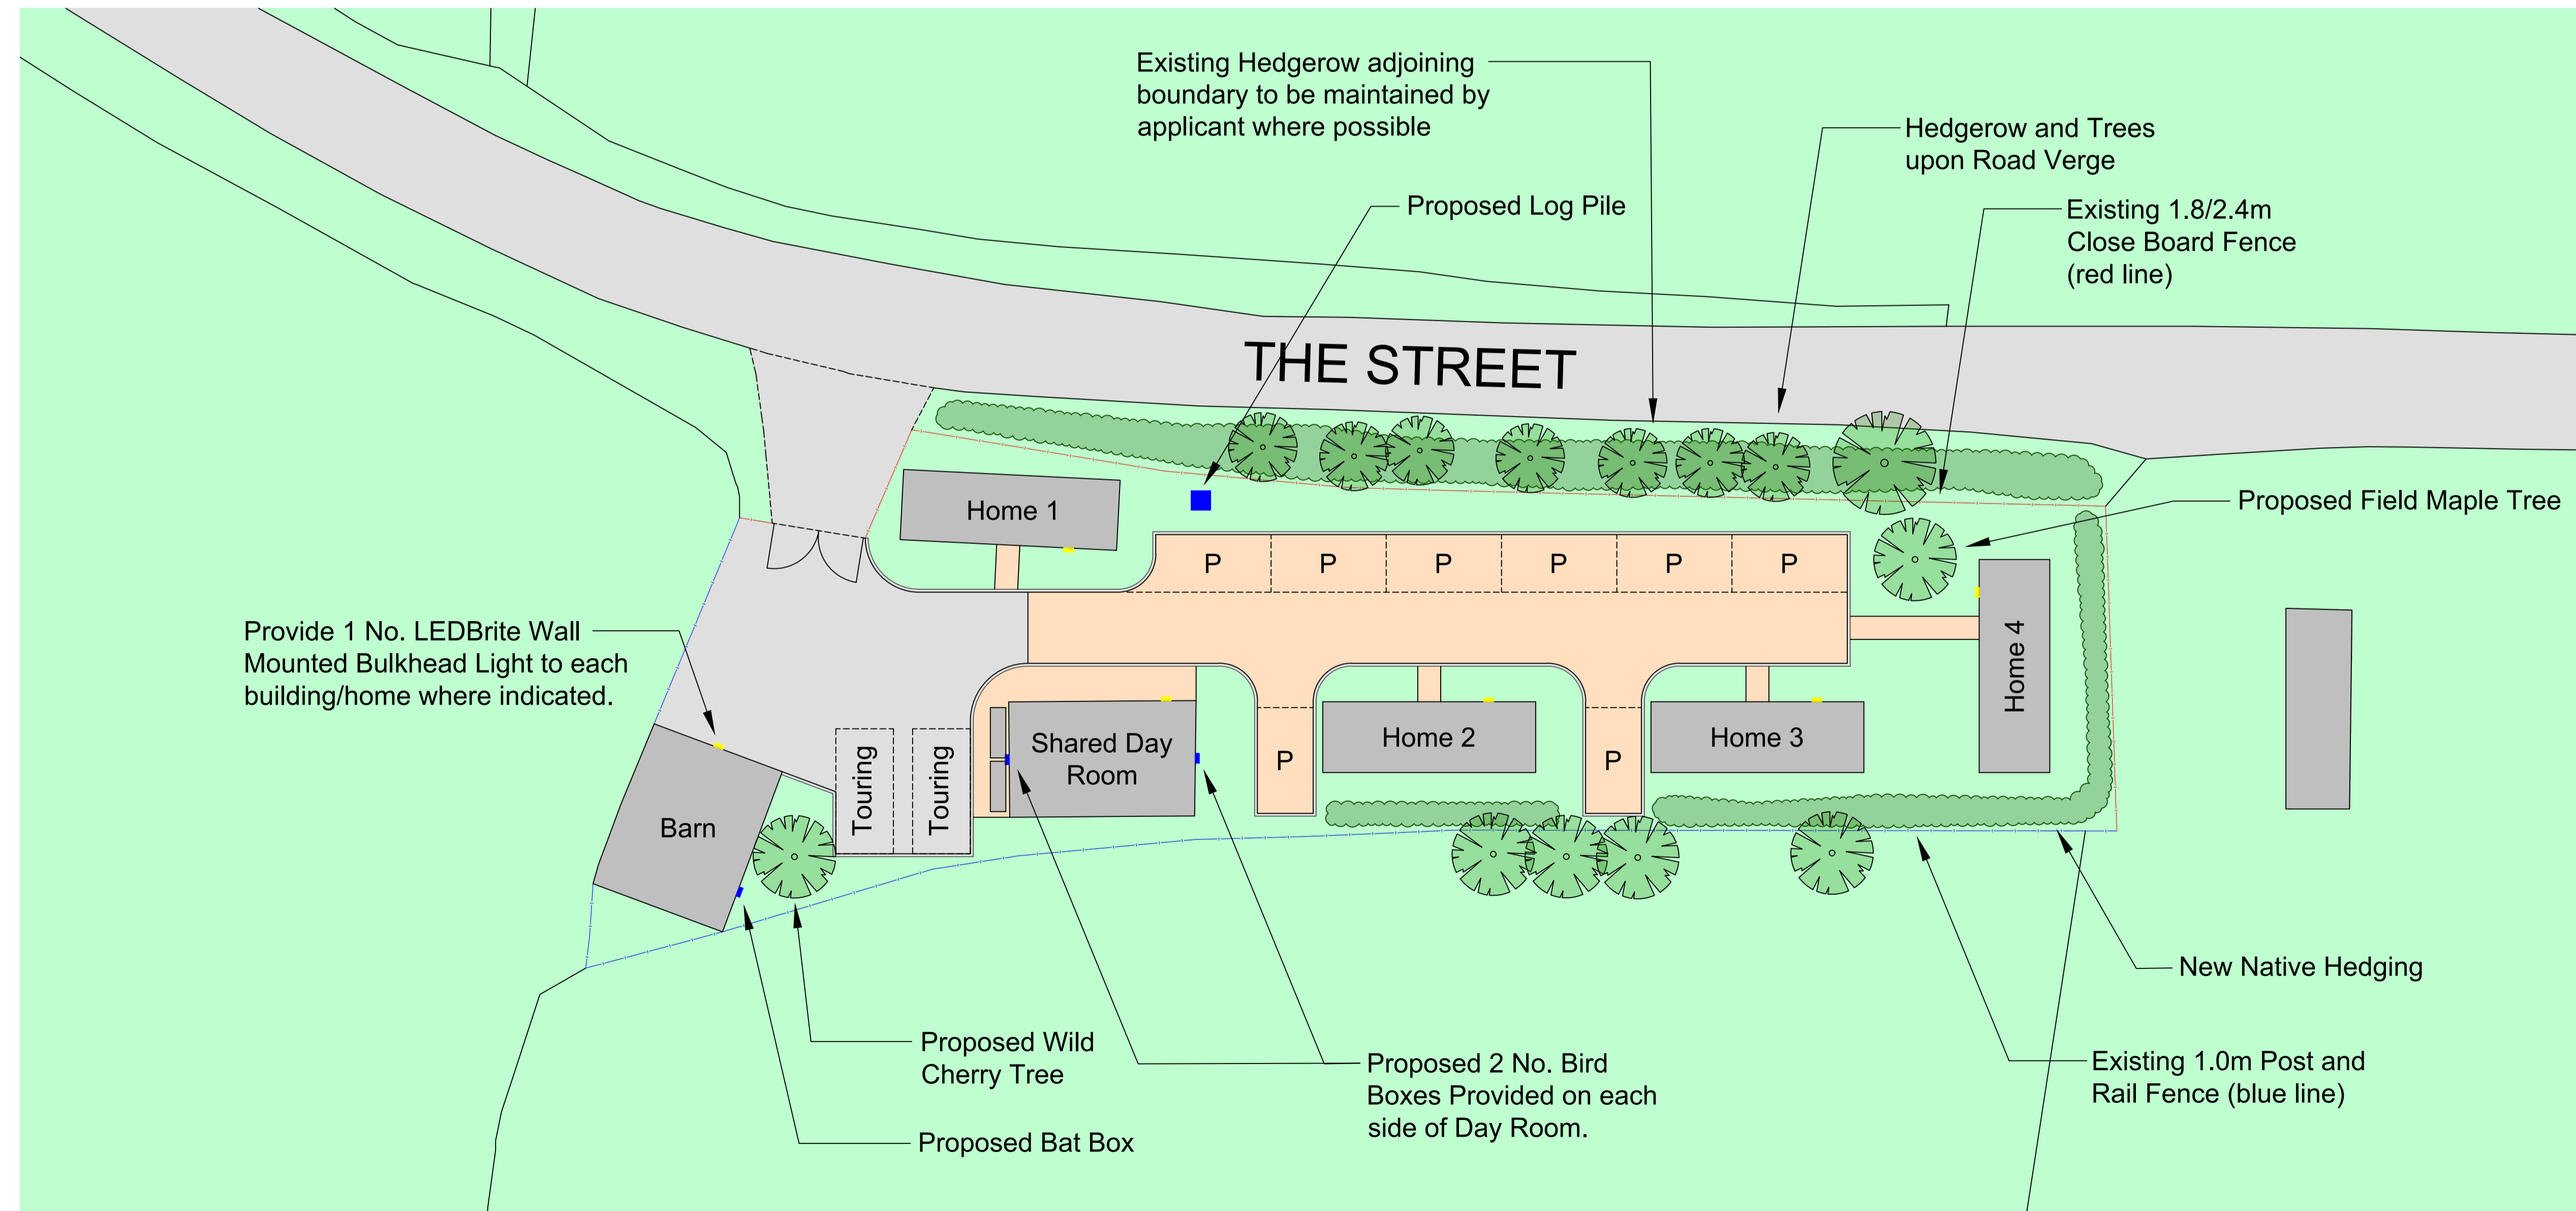 Existing Hedgerow adjoining
boundary to be maintained by
applicant where possible
Hedgerow and Trees
upon Road Verge
Proposed Log Pile
Existing 1.8/2.4m
Close Board Fence
(red line)
THE STREET
Proposed Field Maple Tree
Home 1
P
P
P
P
P
P
Home 4
Provide 1 No. LEDBrite Wall
Mounted Bulkhead Light to each
building/home where indicated.
Touring
Touring
Shared Day
Room
P
Home 2
P
Home 3
Barn
New Native Hedging
Proposed Wild
Cherry Tree
Proposed 2 No. Bird
Boxes Provided on each
side of Day Room.
Existing 1.0m Post and
Rail Fence (blue line)
Proposed Bat Box